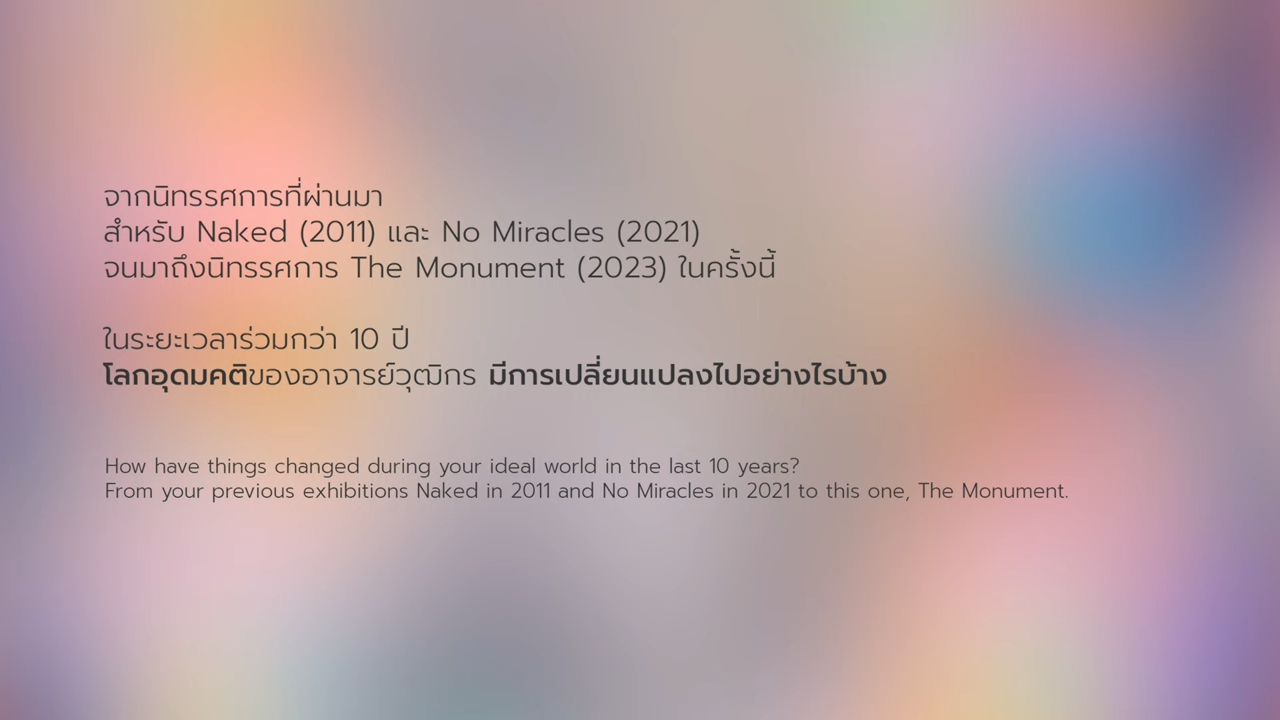 จากนิทรรศการที่ผ่านมา
สำหรับ Naked (2011) และ No Miracles (2021)
จนมาถึงนิทรรศการ The Monument (2023) ในครั้งนี้
ในระยะเวลาร่วมกว่า 10 ปี
โลกอุดมคติของอาจารย์วุฒิกร มีการเปลี่ยนแปลงไปอย่างไรบ้าง
How have things changed during your ideal world in the last 10 years?
From your previous exhibitions Naked in 2011 and No Miracles in 2021 to this one, The Monument.